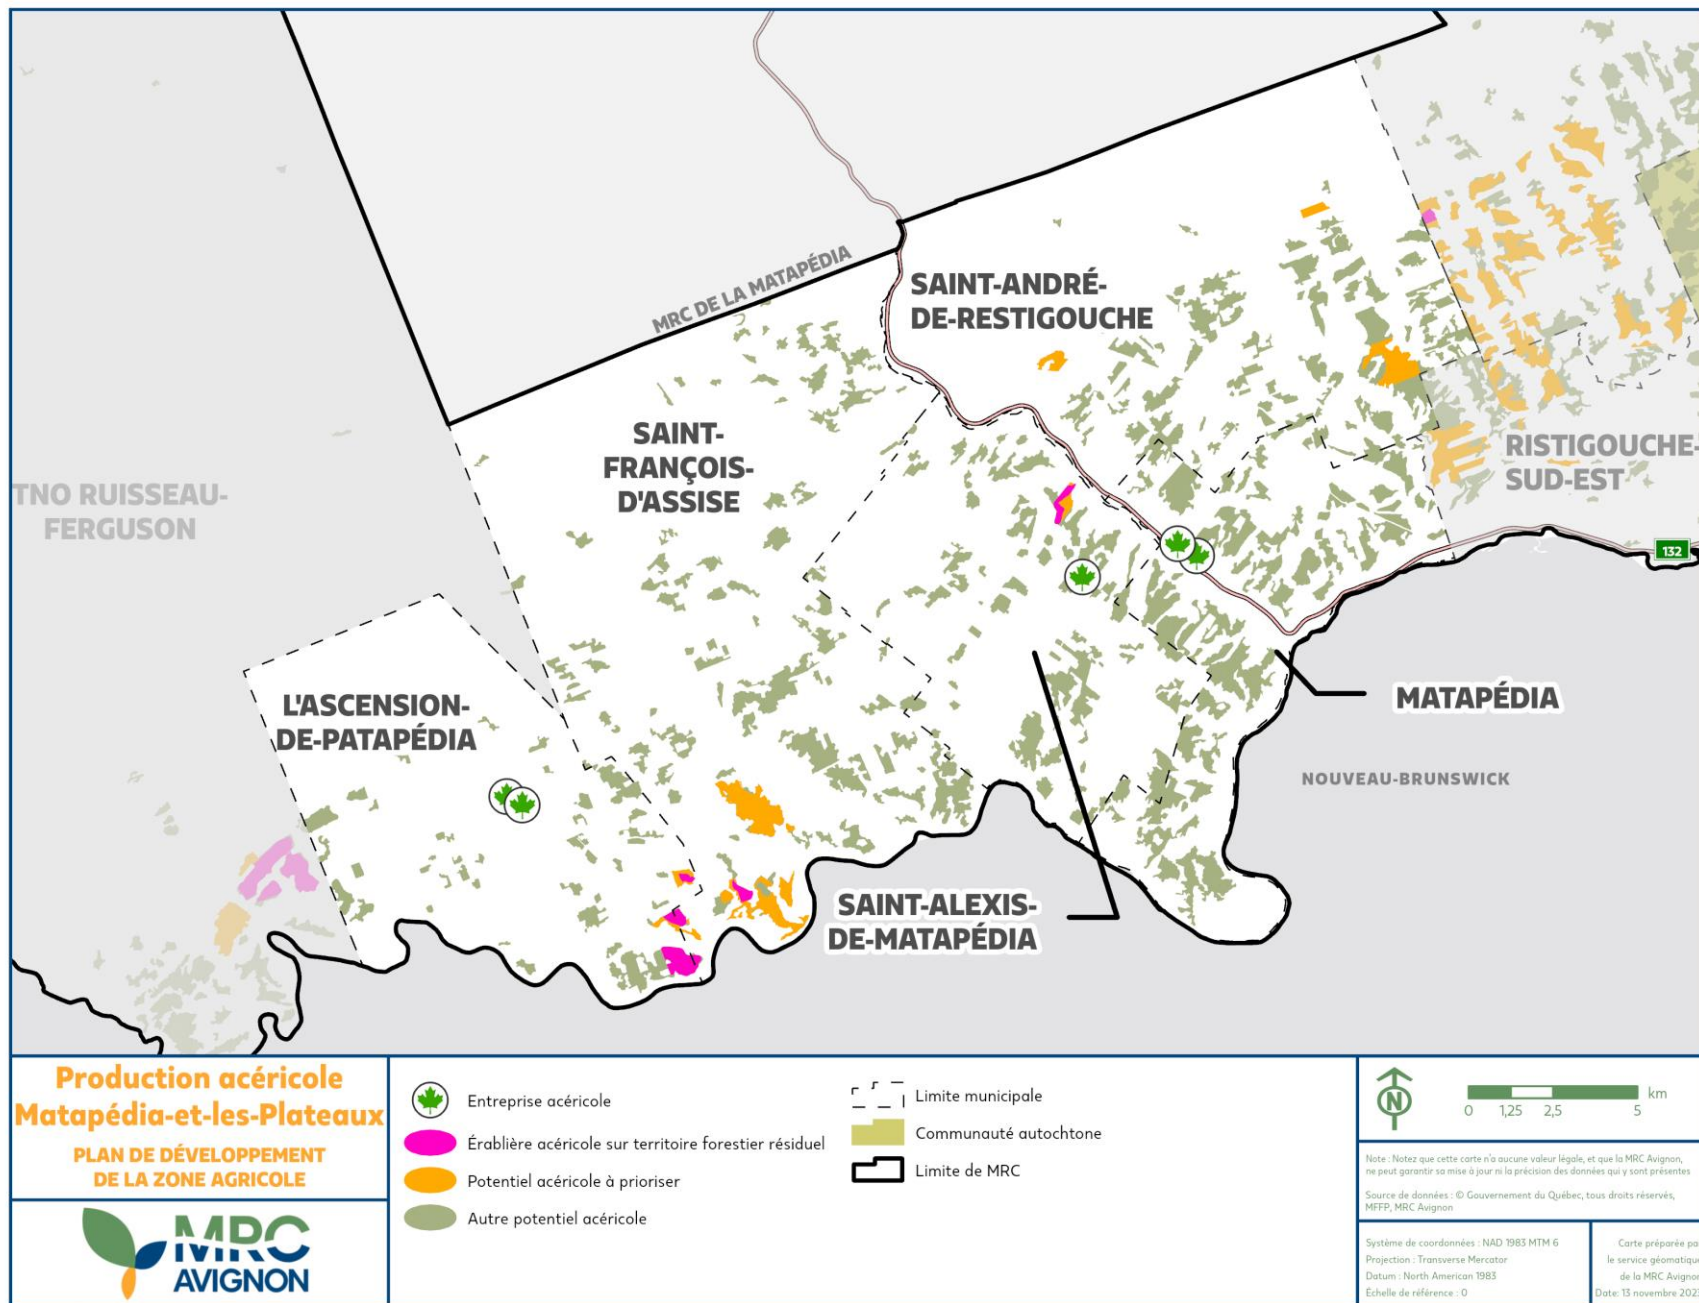 MRC DE LA MATAPÉDIA
SAINT-ANDRÉ-
DE-RESTIGOUCHE
SAINT-
FRANÇOIS-
D'ASSISE
TNO RUISSEAU-
FERGUSON
RISTIGOUCHE-
SUD-EST
132
L'ASCENSION-
DE-PATAPÉDIA
MATAPÉDIA
NOUVEAU-BRUNSWICK
SAINT-ALEXIS-
DE-MATAPÉDIA
Production acéricole
Matapédia-et-les-Plateaux
PLAN DE DÉVELOPPEMENT
DE LA ZONE AGRICOLE
MRC
AVIGNON
Entreprise acéricole
Érablière acéricole sur territoire forestier résiduel
Potentiel acéricole à prioriser
Autre potentiel acéricole
Limite municipale
Communauté autochtone
Limite de MRC
N
km
0 1,25 2,5 5
Note : Notez que cette carte n'a aucune valeur légale, et que la MRC Avignon,
ne peut garantir sa mise à jour ni la précision des données qui y sont présentes
Source de données : © Gouvernement du Québec, tous droits réservés,
MFFP, MRC Avignon
Système de coordonnées : NAD 1983 MTM 6
Projection : Transverse Mercator
Datum : North American 1983
Échelle de référence : 0
Carte préparée pa
le service géomatique
de la MRC Avignon
Date: 13 novembre 202